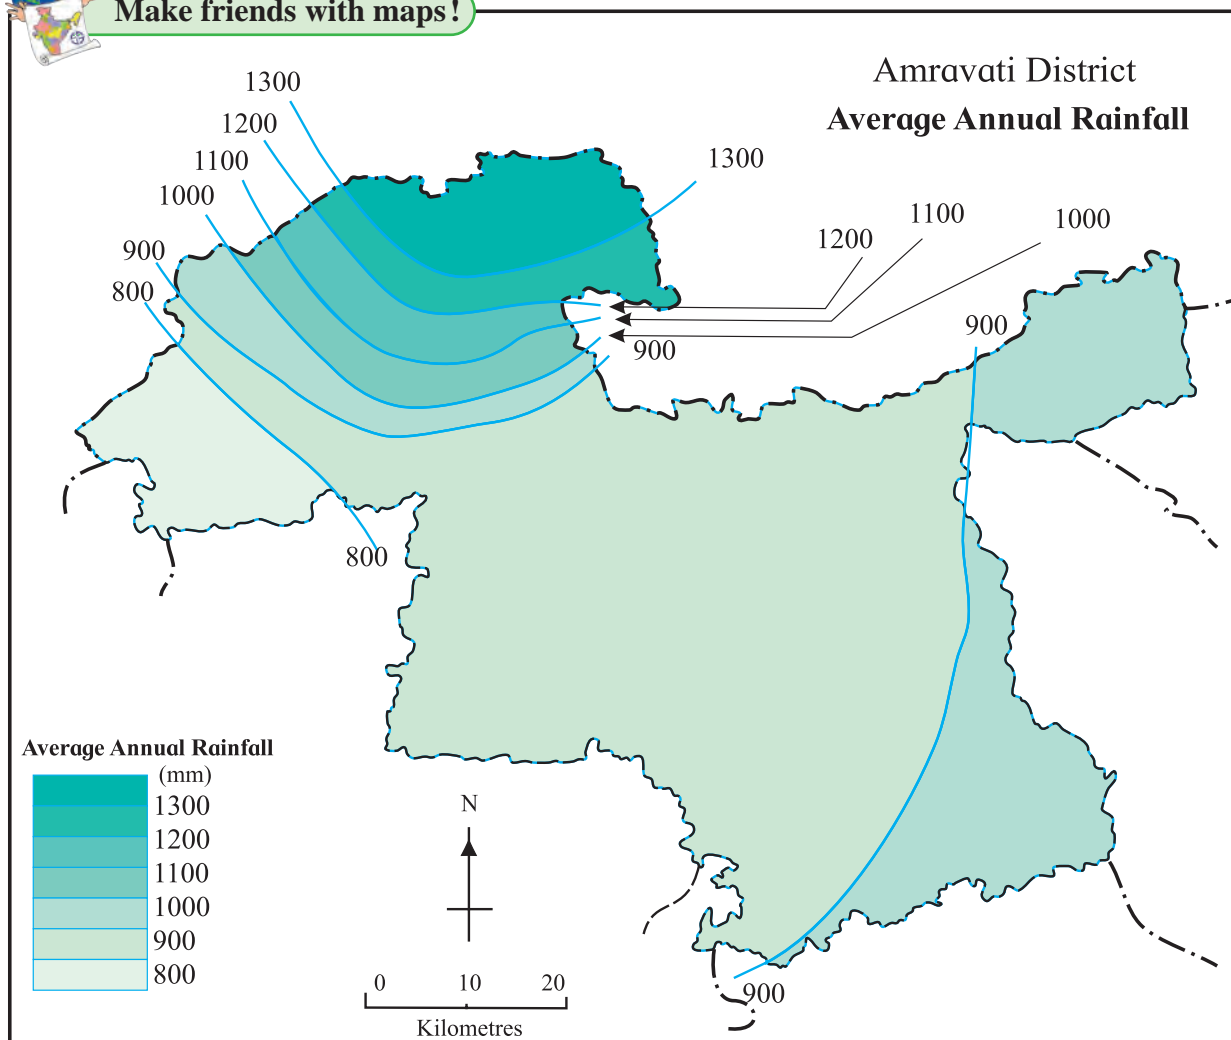 Make friends with maps!
Amravati District
Average Annual Rainfall
1300
1200
1100
1000
900
800
1300
1200
1100
1000
900
900
800
Average Annual Rainfall
(mm)
1300
1200
1100
1000
900
800
N
0 10 20
Kilometres
900